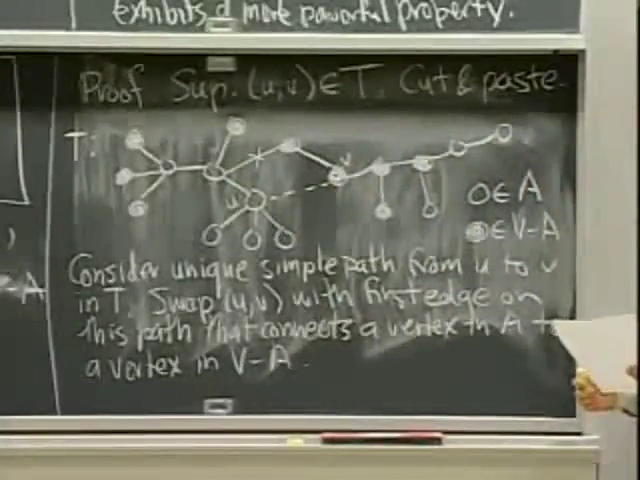 exhibits a more powerful property.
Proof Sup. (u,v) ∈ T. Cut & paste.
T:
v
u
O ∈ A
∈ V-A
A
Consider unique simple path from u to v
in T. Swap (u,v) with first edge on
this path that connects a vertex in A to
a vertex in V-A.